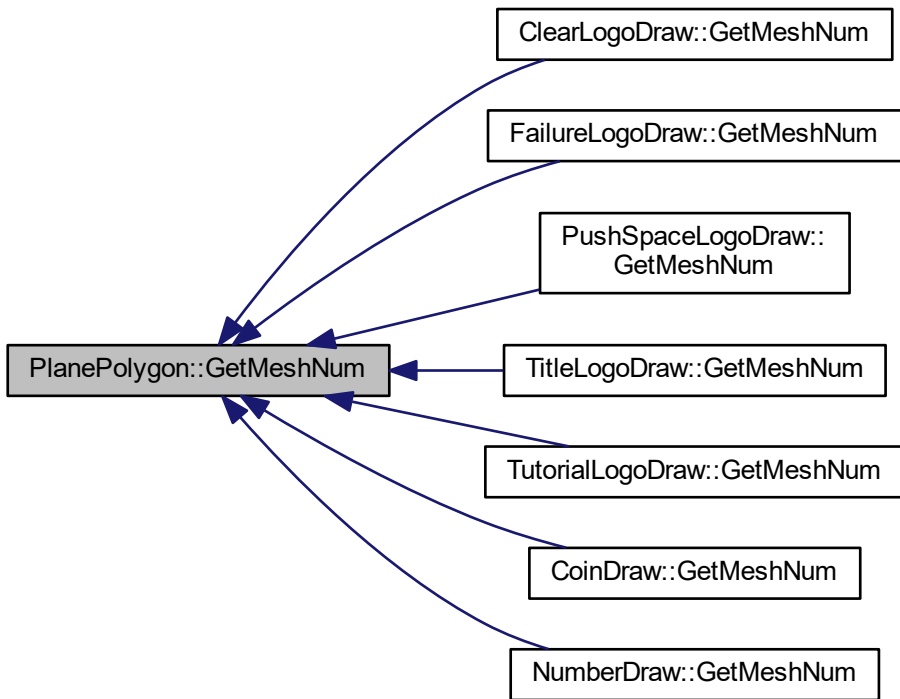 ClearLogoDraw::GetMeshNum
FailureLogoDraw::GetMeshNum
PushSpaceLogoDraw::
GetMeshNum
PlanePolygon::GetMeshNum
TitleLogoDraw::GetMeshNum
TutorialLogoDraw::GetMeshNum
CoinDraw::GetMeshNum
NumberDraw::GetMeshNum